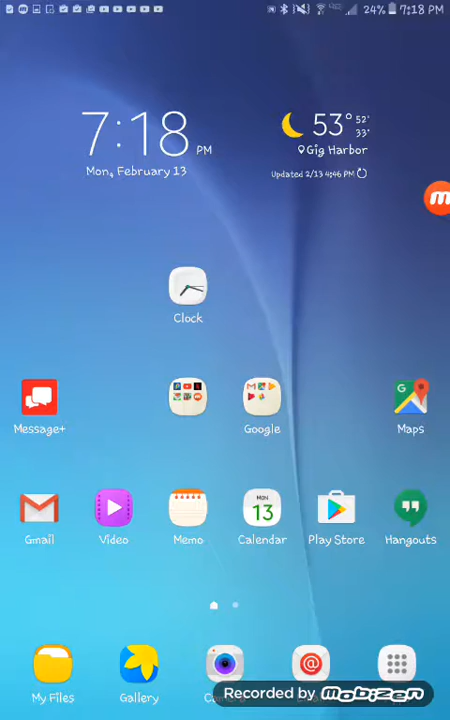 24% 7:18 PM
7:18 PM
Mon, February 13
53° 52°
33°
Gig Harbor
Updated 2/13 4:46 PM
Clock
Message+
Google
G
Maps
MON
13
Gmail
Video
Memo
Calendar
Play Store
Hangouts
@
My Files
Gallery
Recorded by MOBIZEN